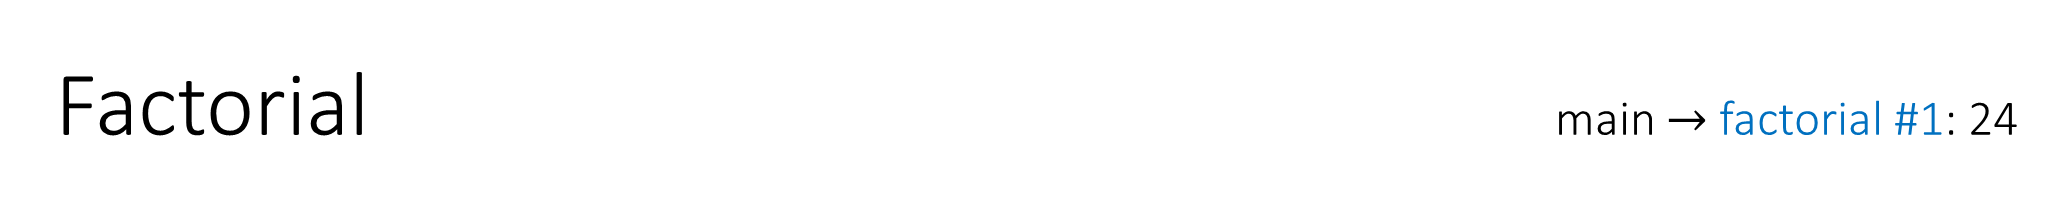 Factorial
main → factorial #1: 24